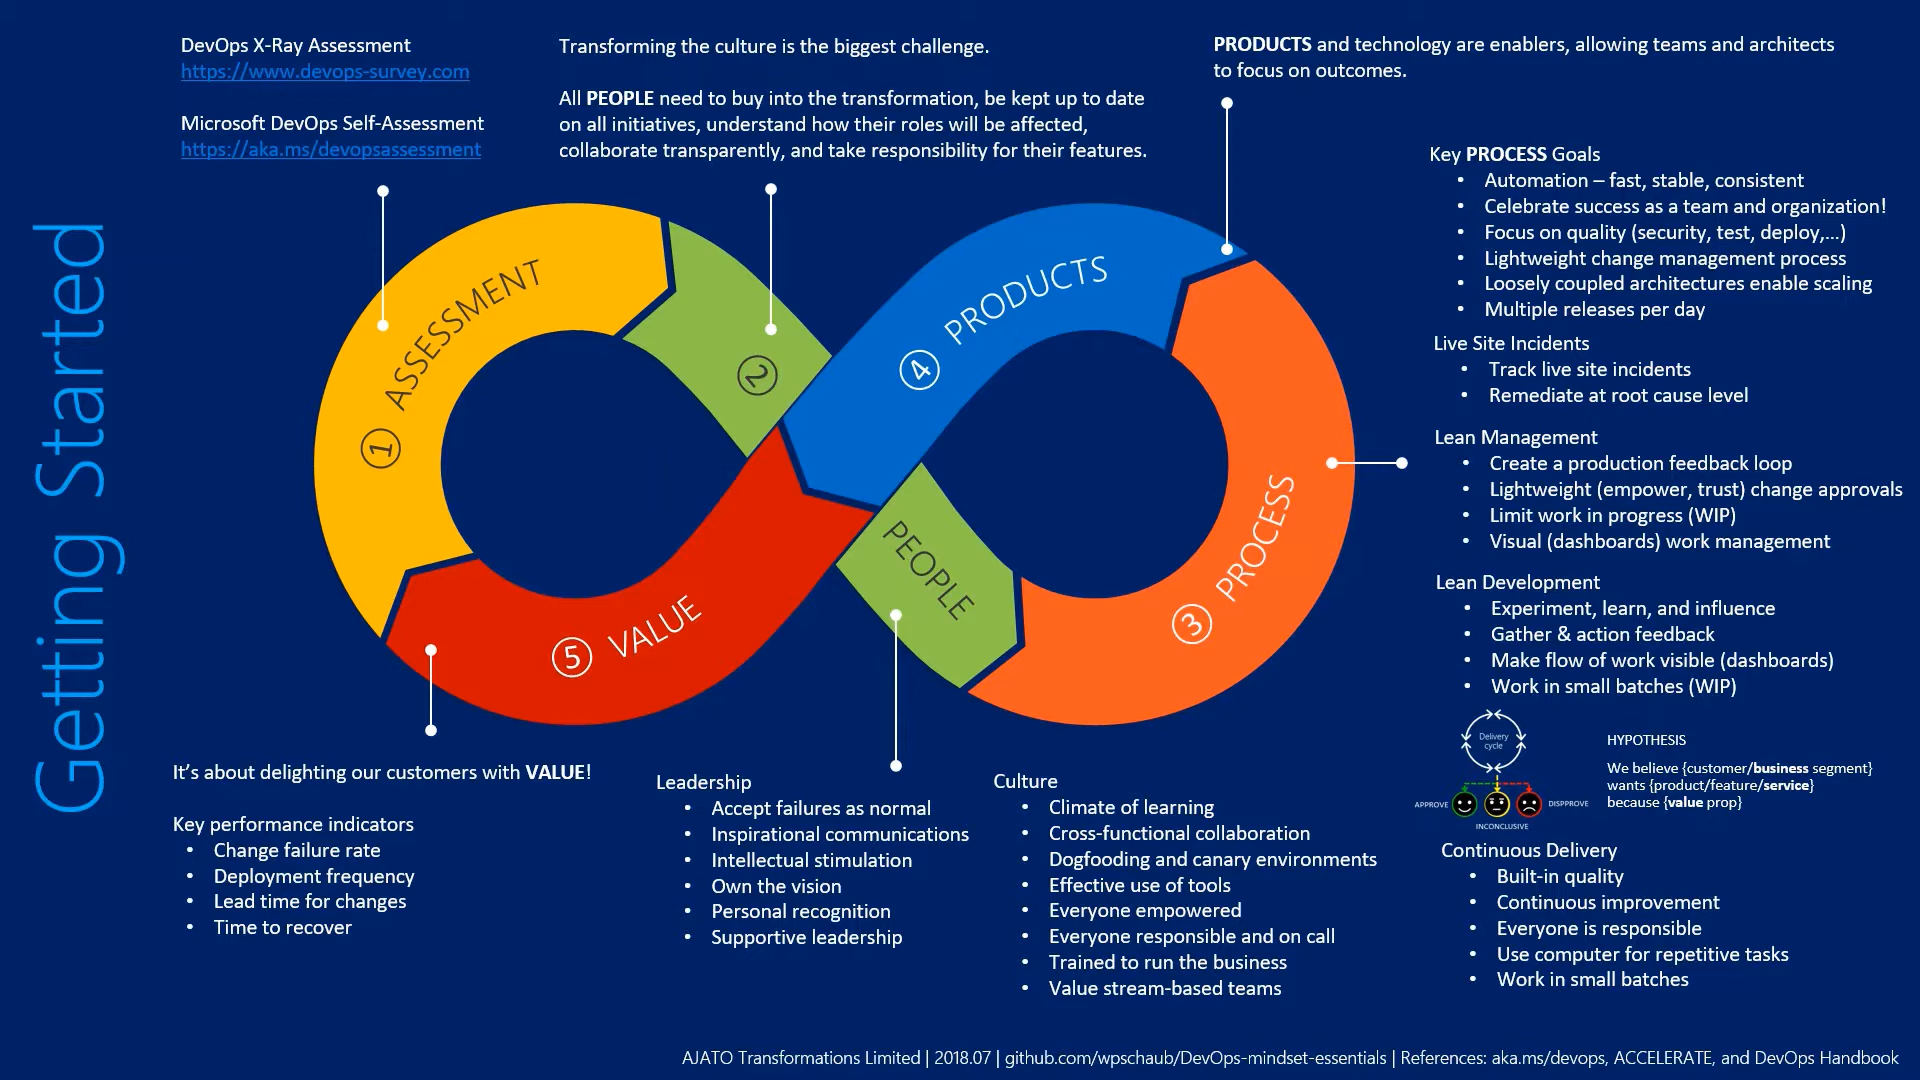 Getting Started
DevOps X-Ray Assessment
https://www.devops-survey.com
Microsoft DevOps Self-Assessment
https://aka.ms/devopsassessment
Transforming the culture is the biggest challenge.
All PEOPLE need to buy into the transformation, be kept up to date
on all initiatives, understand how their roles will be affected,
collaborate transparently, and take responsibility for their features.
PRODUCTS and technology are enablers, allowing teams and architects
to focus on outcomes.
1 ASSESSMENT
2
PEOPLE
3 PROCESS
4 PRODUCTS
5 VALUE
Key PROCESS Goals
• Automation – fast, stable, consistent
• Celebrate success as a team and organization!
• Focus on quality (security, test, deploy,...)
• Lightweight change management process
• Loosely coupled architectures enable scaling
• Multiple releases per day
Live Site Incidents
• Track live site incidents
• Remediate at root cause level
Lean Management
• Create a production feedback loop
• Lightweight (empower, trust) change approvals
• Limit work in progress (WIP)
• Visual (dashboards) work management
Lean Development
• Experiment, learn, and influence
• Gather & action feedback
• Make flow of work visible (dashboards)
• Work in small batches (WIP)
Delivery
cycle
APPROVE
DISPPROVE
INCONCLUSIVE
HYPOTHESIS
We believe {customer/business segment}
wants {product/feature/service}
because {value prop}
Continuous Delivery
• Built-in quality
• Continuous improvement
• Everyone is responsible
• Use computer for repetitive tasks
• Work in small batches
It's about delighting our customers with VALUE!
Key performance indicators
• Change failure rate
• Deployment frequency
• Lead time for changes
• Time to recover
Leadership
• Accept failures as normal
• Inspirational communications
• Intellectual stimulation
• Own the vision
• Personal recognition
• Supportive leadership
Culture
• Climate of learning
• Cross-functional collaboration
• Dogfooding and canary environments
• Effective use of tools
• Everyone empowered
• Everyone responsible and on call
• Trained to run the business
• Value stream-based teams
AJATO Transformations Limited | 2018.07 | github.com/wpschaub/DevOps-mindset-essentials | References: aka.ms/devops, ACCELERATE, and DevOps Handbook